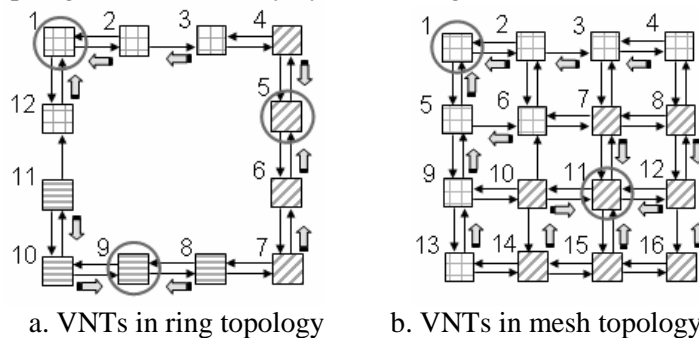 1 2 3 4
5
12
6
11
10 9 8 7
a. VNTs in ring topology
1 2 3 4
5 6 7 8
9 10 11 12
13 14 15 16
b. VNTs in mesh topology